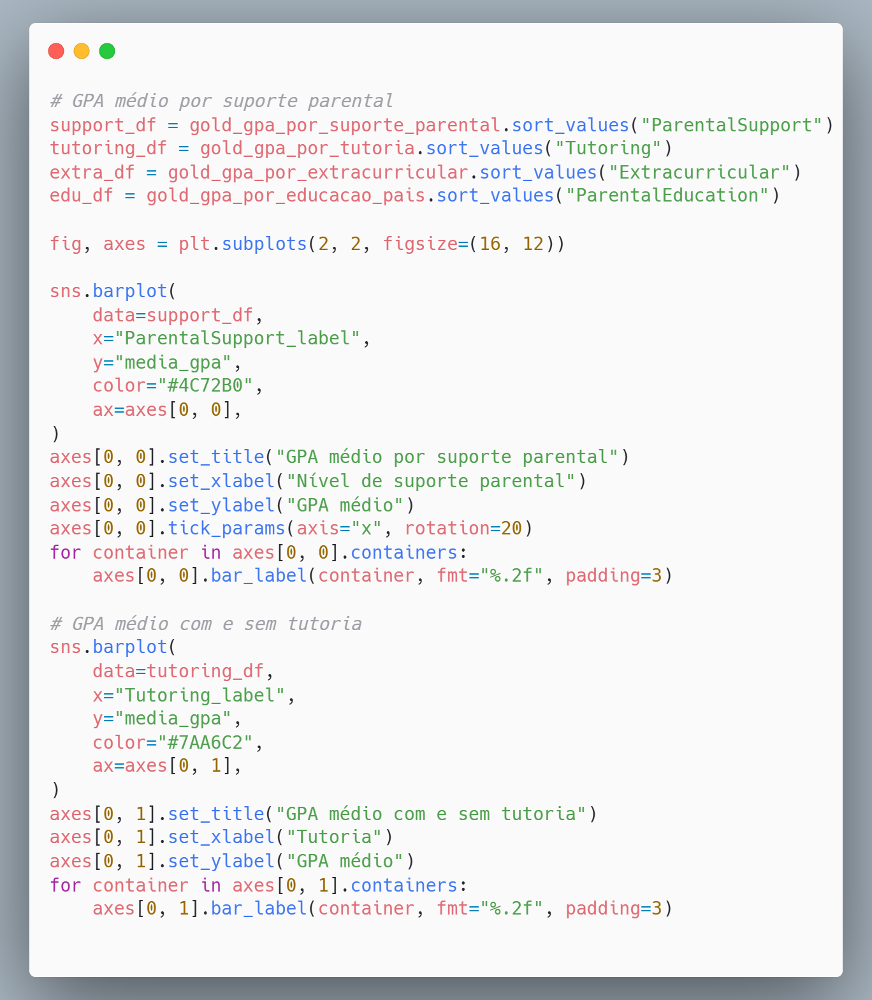 # GPA médio por suporte parental
support_df = gold_gpa_por_suporte_parental.sort_values("ParentalSupport")
tutoring_df = gold_gpa_por_tutoria.sort_values("Tutoring")
extra_df = gold_gpa_por_extracurricular.sort_values("Extracurricular")
edu_df = gold_gpa_por_educacao_pais.sort_values("ParentalEducation")

fig, axes = plt.subplots(2, 2, figsize=(16, 12))

sns.barplot(
    data=support_df,
    x="ParentalSupport_label",
    y="media_gpa",
    color="#4C72B0",
    ax=axes[0, 0],
)
axes[0, 0].set_title("GPA médio por suporte parental")
axes[0, 0].set_xlabel("Nível de suporte parental")
axes[0, 0].set_ylabel("GPA médio")
axes[0, 0].tick_params(axis="x", rotation=20)
for container in axes[0, 0].containers:
    axes[0, 0].bar_label(container, fmt="%.2f", padding=3)

# GPA médio com e sem tutoria
sns.barplot(
    data=tutoring_df,
    x="Tutoring_label",
    y="media_gpa",
    color="#7AA6C2",
    ax=axes[0, 1],
)
axes[0, 1].set_title("GPA médio com e sem tutoria")
axes[0, 1].set_xlabel("Tutoria")
axes[0, 1].set_ylabel("GPA médio")
for container in axes[0, 1].containers:
    axes[0, 1].bar_label(container, fmt="%.2f", padding=3)